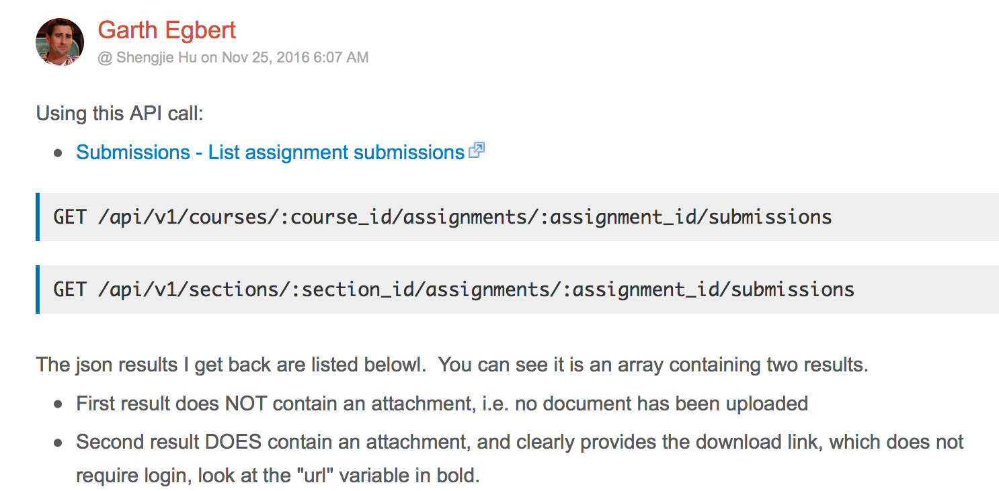 Garth Egbert
@ Shengjie Hu on Nov 25, 2016 6:07 AM
Using this API call:
Submissions - List assignment submissions
GET /api/v1/courses/:course_id/assignments/:assignment_id/submissions
GET /api/v1/sections/:section_id/assignments/:assignment_id/submissions
The json results I get back are listed belowl.  You can see it is an array containing two results.
First result does NOT contain an attachment, i.e. no document has been uploaded
Second result DOES contain an attachment, and clearly provides the download link, which does not
require login, look at the "url" variable in bold.